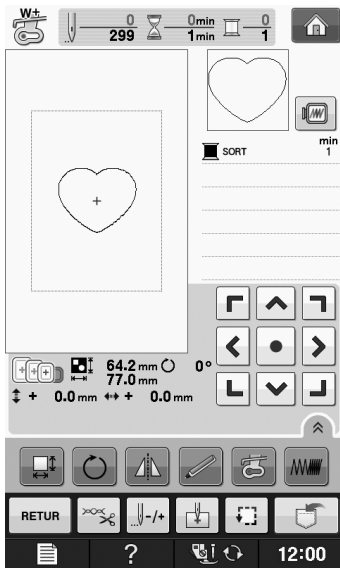 W+
0 0min 0
299 1min 1
min
SORT 1
64.2 mm 0°
77.0 mm
+ 0.0 mm + 0.0 mm
RETUR -/+
? 12:00